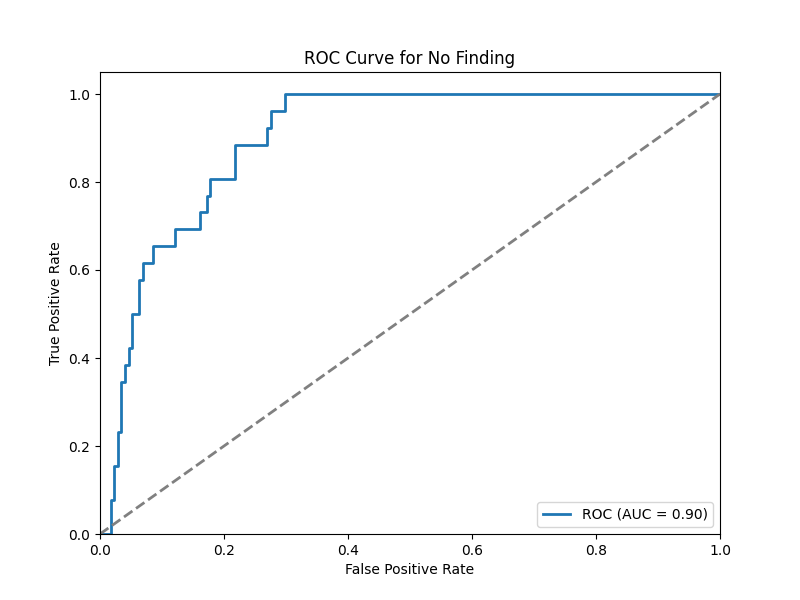 ROC Curve for No Finding
True Positive Rate
1.0
0.8
0.6
0.4
0.2
0.0
0.0 0.2 0.4 0.6 0.8 1.0
False Positive Rate
ROC (AUC = 0.90)